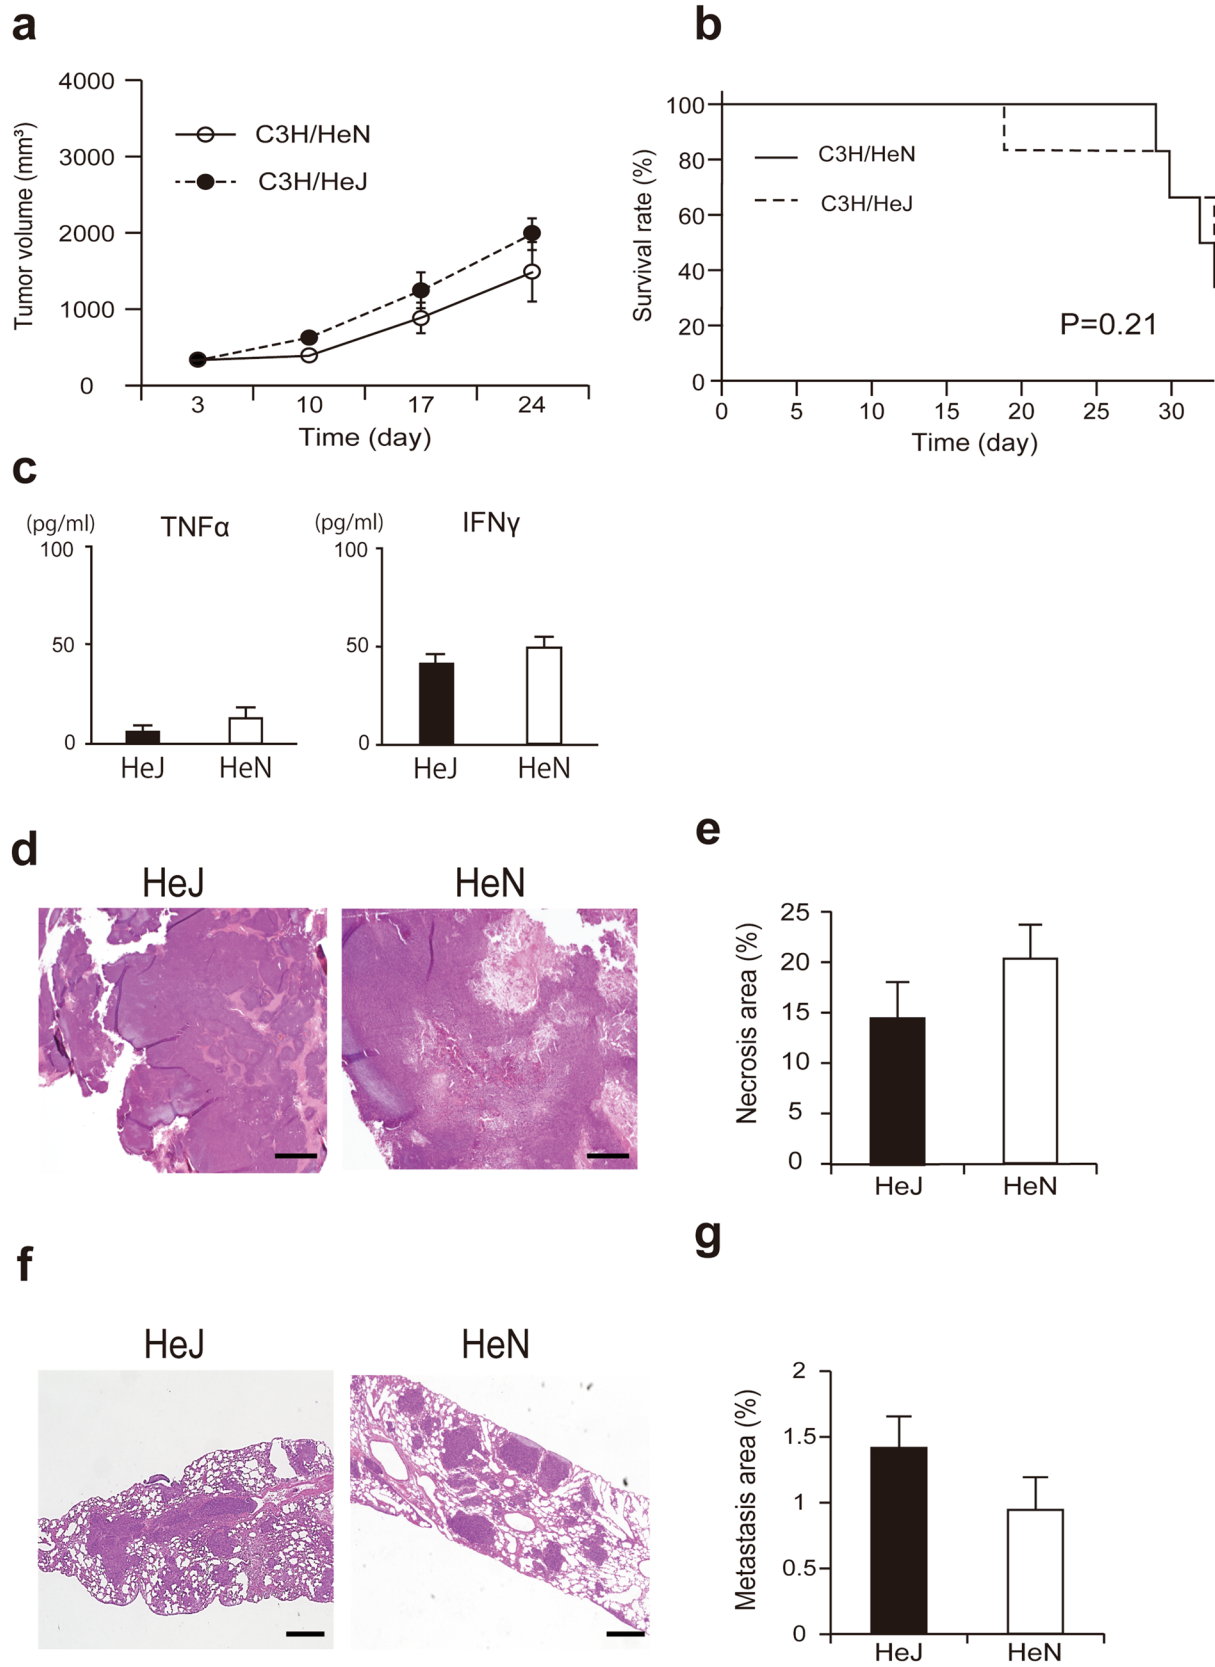 a
4000
3000
2000
1000
0
Tumor volume (mm³)
C3H/HeN
C3H/HeJ
3 10 17 24
Time (day)
b
100
80
60
40
20
0
Survival rate (%)
C3H/HeN
C3H/HeJ
P=0.21
0 5 10 15 20 25 30
Time (day)
c
(pg/ml) TNFα
100
50
0
HeJ HeN
(pg/ml) IFNγ
100
50
0
HeJ HeN
d
HeJ HeN
e
25
20
15
10
5
0
Necrosis area (%)
HeJ HeN
f
HeJ HeN
g
2
1.5
1
0.5
0
Metastasis area (%)
HeJ HeN